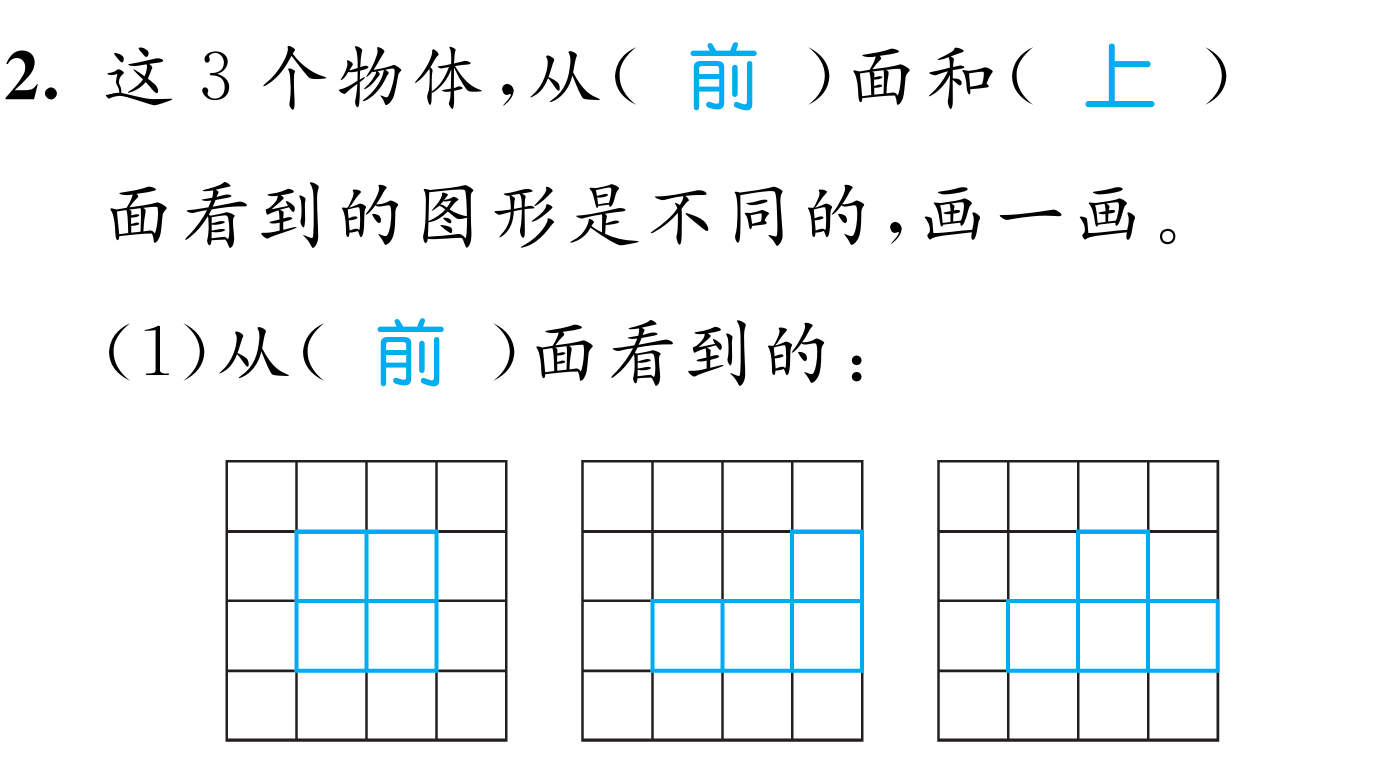 2. 这 3 个物体,从( 前 )面和( 上 )
面看到的图形是不同的,画一画。
(1)从( 前 )面看到的: